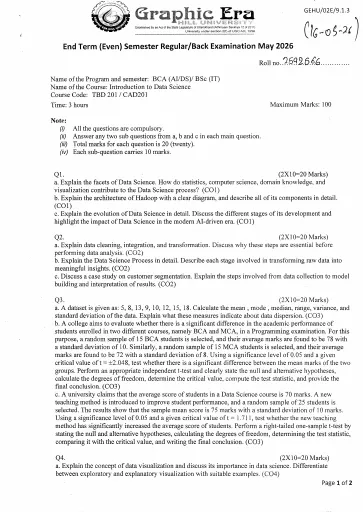 GEHU/02E/9.1.3
Graphic Era
HILL UNIVERSITY
(16-05-26)
End Term (Even) Semester Regular/Back Examination May 2026
Roll no.
Name of the Program and semester: BCA (AI/DS)/ BSc (IT)
Name of the Course: Introduction to Data Science
Course Code: TBD 201 / CAD201
Time: 3 hours
Maximum Marks: 100
Note:
(i) All the questions are compulsory.
(ii) Answer any two sub questions from a, b and c in each main question.
(iii) Total marks for each question is 20 (twenty).
(iv) Each sub-question carries 10 marks.
Q1. (2X10=20 Marks)
a. Explain the facets of Data Science. How do statistics, computer science, domain knowledge, and
visualization contribute to the Data Science process? (CO1)
b. Explain the architecture of Hadoop with a clear diagram, and describe all of its components in detail.
(CO1)
c. Explain the evolution of Data Science in detail. Discuss the different stages of its development and
highlight the impact of Data Science in the modern AI-driven era. (CO1)
Q2. (2X10=20 Marks)
a. Explain data cleaning, integration, and transformation. Discuss why these steps are essential before
performing data analysis. (CO2)
b. Explain the Data Science Process in detail. Describe each stage involved in transforming raw data into
meaningful insights. (CO2)
c. Discuss a case study on customer segmentation. Explain the steps involved from data collection to model
building and interpretation of results. (CO2)
Q3. (2X10=20 Marks)
a. A dataset is given as: 5, 8, 13, 9, 10, 12, 15, 18. Calculate the mean , mode , median, range, variance, and
standard deviation of the data. Explain what these measures indicate about data dispersion. (CO3)
b. A college aims to evaluate whether there is a significant difference in the academic performance of
students enrolled in two different courses, namely BCA and MCA, in a Programming examination. For this
purpose, a random sample of 15 BCA students is selected, and their average marks are found to be 78 with
a standard deviation of 10. Similarly, a random sample of 15 MCA students is selected, and their average
marks are found to be 72 with a standard deviation of 8. Using a significance level of 0.05 and a given
critical value of t = ±2.048, test whether there is a significant difference between the mean marks of the two
groups. Perform an appropriate independent t-test and clearly state the null and alternative hypotheses,
calculate the degrees of freedom, determine the critical value, compute the test statistic, and provide the
final conclusion. (CO3)
c. A university claims that the average score of students in a Data Science course is 70 marks. A new
teaching method is introduced to improve student performance, and a random sample of 25 students is
selected. The results show that the sample mean score is 75 marks with a standard deviation of 10 marks.
Using a significance level of 0.05 and a given critical value of t = 1.711, test whether the new teaching
method has significantly increased the average score of students. Perform a right-tailed one-sample t-test by
stating the null and alternative hypotheses, calculating the degrees of freedom, determining the test statistic,
comparing it with the critical value, and writing the final conclusion. (CO3)
Q4. (2X10=20 Marks)
a. Explain the concept of data visualization and discuss its importance in data science. Differentiate
between exploratory and explanatory visualization with suitable examples. (CO4)
Page 1 of 2